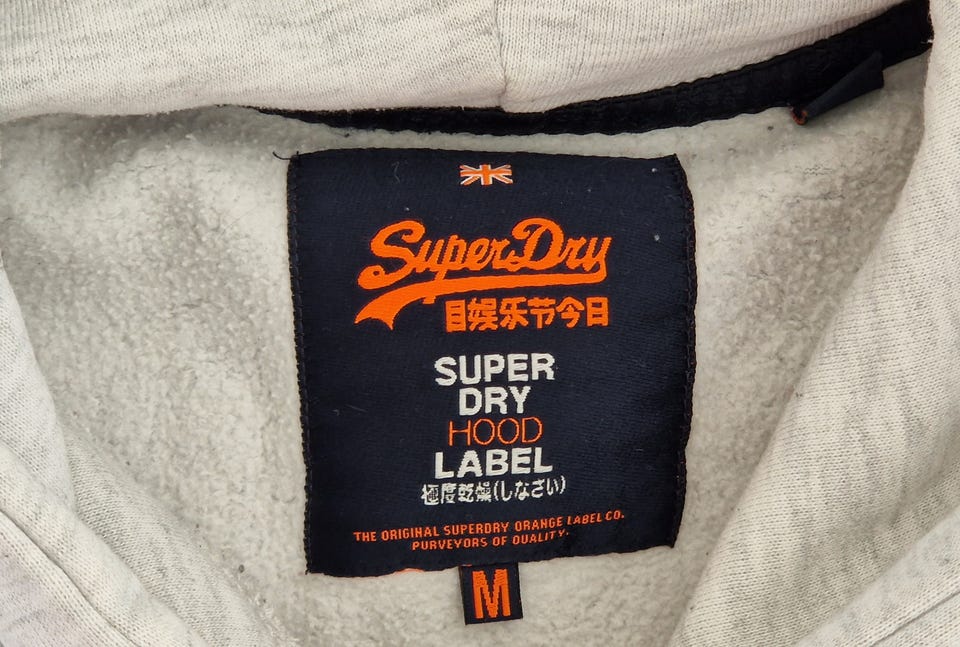 SuperDry
目娱乐节今日
SUPER
DRY
HOOD
LABEL
極度乾燥(しなさい)
THE ORIGINAL SUPERDRY ORANGE LABEL CO.
PURVEYORS OF QUALITY.
M